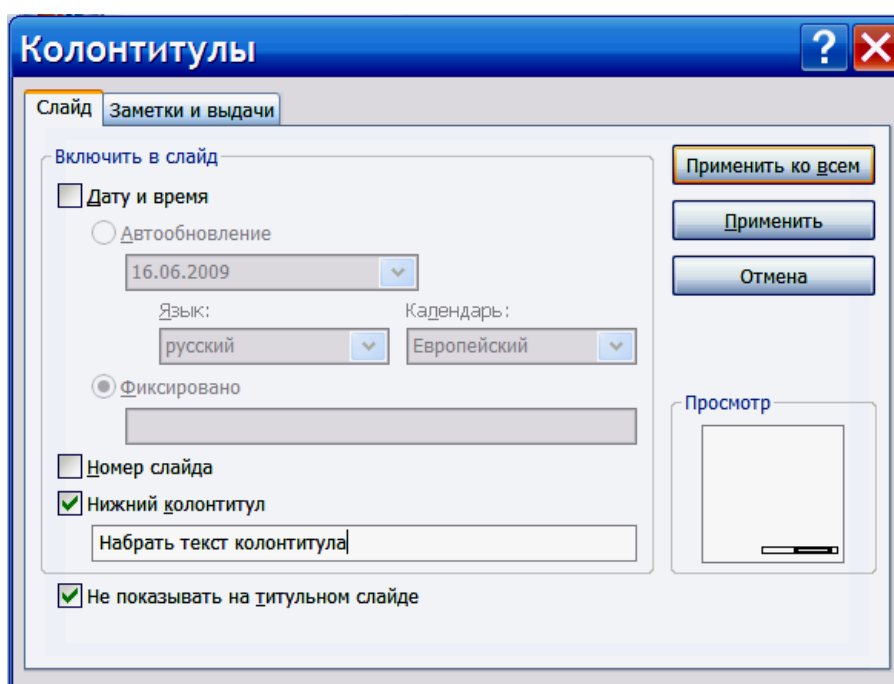 Колонтитулы
?
Слайд
Заметки и выдачи
Включить в слайд
Применить ко всем
Дату и время
Применить
Автообновление
16.06.2009
Отмена
Язык:
Календарь:
русский
Европейский
Фиксировано
Просмотр
Номер слайда
Нижний колонтитул
Набрать текст колонтитула
Не показывать на титульном слайде